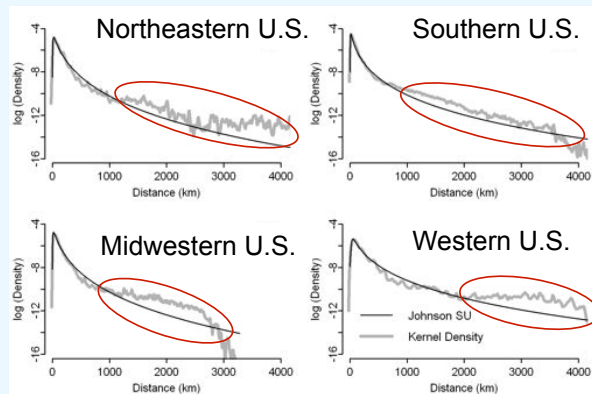 Northeastern U.S.
Southern U.S.
log (Density)
-4
-8
-12
-16
0
1000
2000
3000
4000
Distance (km)
log (Density)
-4
-8
-12
-16
0
1000
2000
3000
4000
Distance (km)
Midwestern U.S.
Western U.S.
log (Density)
-4
-8
-12
-16
0
1000
2000
3000
4000
Distance (km)
log (Density)
-4
-8
-12
-16
0
1000
2000
3000
4000
Distance (km)
Johnson SU
Kernel Density